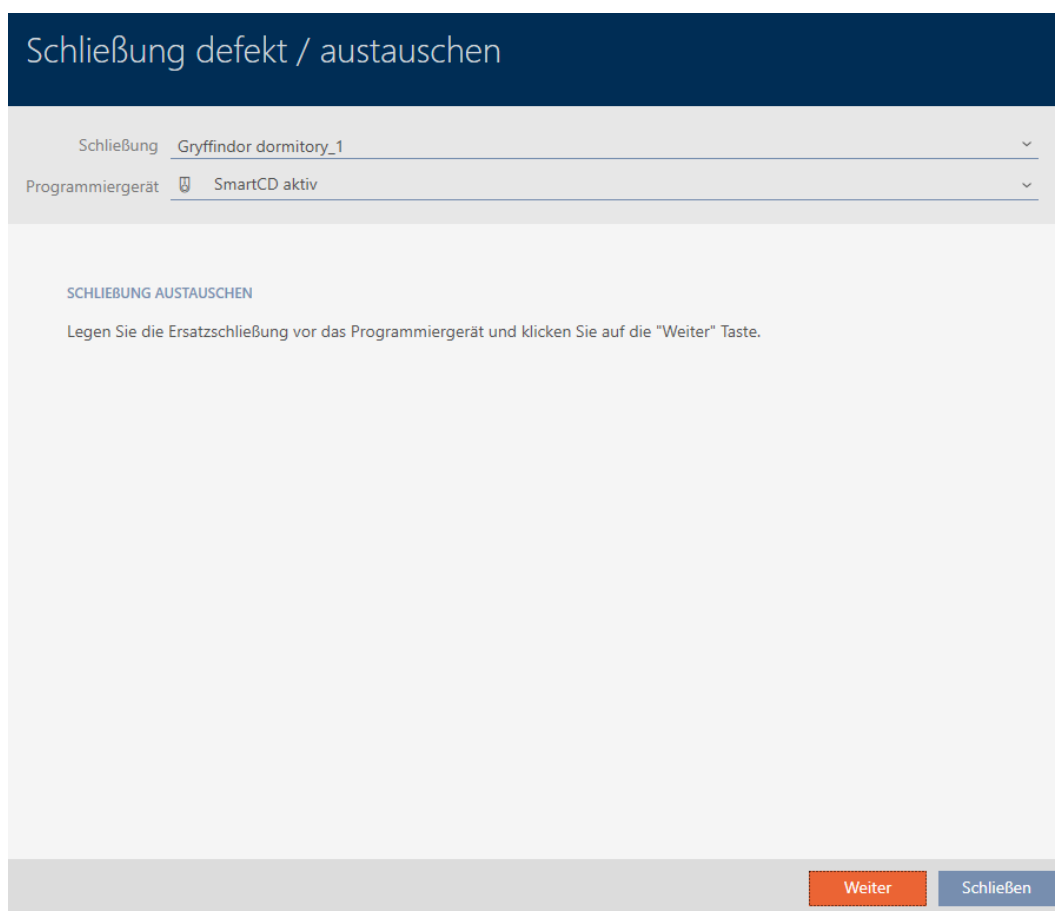 Schließung defekt / austauschen
Schließung Gryffindor dormitory_1
Programmiergerät SmartCD aktiv
SCHLIEßUNG AUSTAUSCHEN
Legen Sie die Ersatzschließung vor das Programmiergerät und klicken Sie auf die "Weiter" Taste.
Weiter Schließen